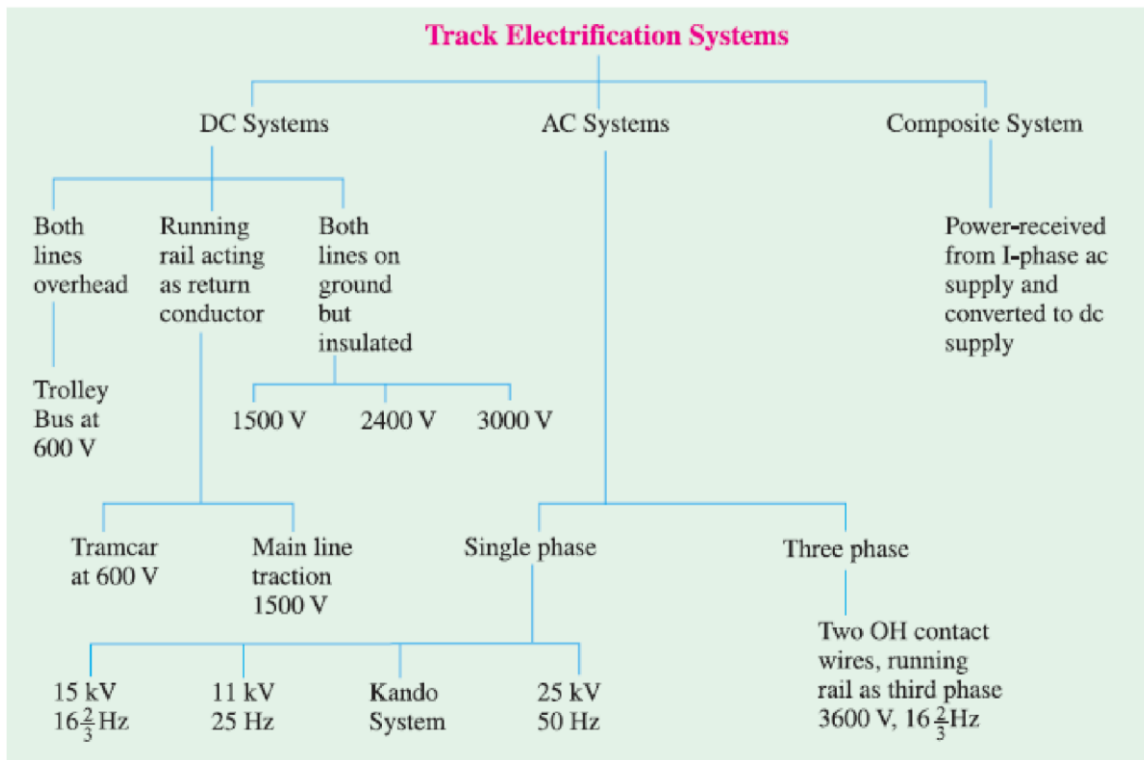 Track Electrification Systems
DC Systems
AC Systems
Composite System
Both
lines
overhead
Running
rail acting
as return
conductor
Both
lines on
ground
but
insulated
Power-received
from I-phase ac
supply and
converted to dc
supply
Trolley
Bus at
600 V
1500 V
2400 V
3000 V
Tramcar
at 600 V
Main line
traction
1500 V
Single phase
Three phase
15 kV
16 2/3 Hz
11 kV
25 Hz
Kando
System
25 kV
50 Hz
Two OH contact
wires, running
rail as third phase
3600 V, 16 2/3 Hz